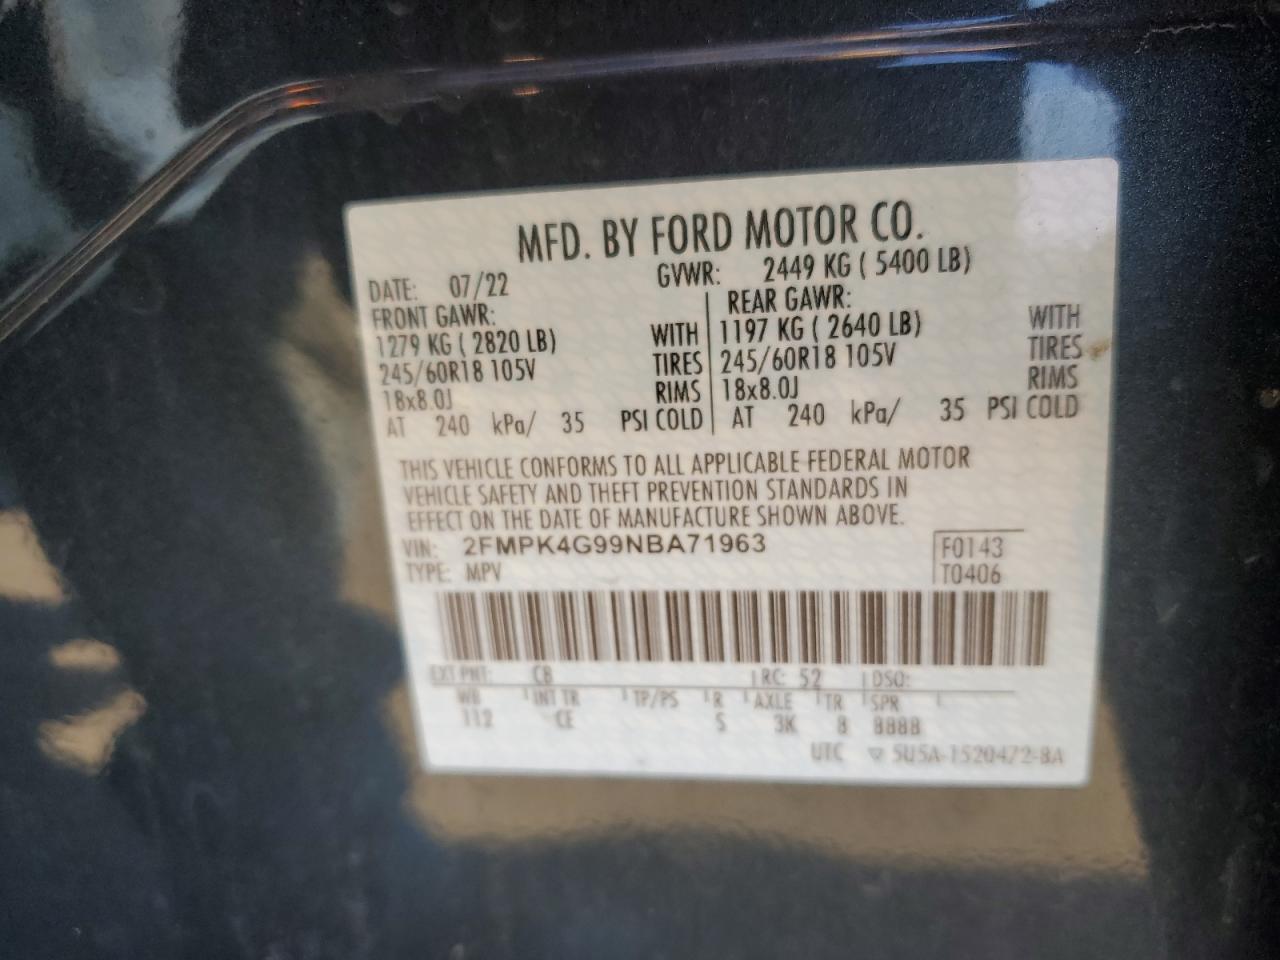 MFD. BY FORD MOTOR CO.
DATE: 07/22 GVWR: 2449 KG ( 5400 LB)
FRONT GAWR: REAR GAWR:
1279 KG ( 2820 LB) WITH 1197 KG ( 2640 LB) WITH
245/60R18 105V TIRES 245/60R18 105V TIRES
18x8.0J RIMS 18x8.0J RIMS
AT 240 kPa/ 35 PSI COLD AT 240 kPa/ 35 PSI COLD
THIS VEHICLE CONFORMS TO ALL APPLICABLE FEDERAL MOTOR
VEHICLE SAFETY AND THEFT PREVENTION STANDARDS IN
EFFECT ON THE DATE OF MANUFACTURE SHOWN ABOVE.
VIN: 2FMPK4G99NBA71963 F0143
TYPE: MPV T0406
EXT PNT: CB RC: 52 DSO:
WB INT TR TP/PS R AXLE TR SPR
112 CE S 3K 8 8888
UTC ▽ 5U5A-1520472-BA